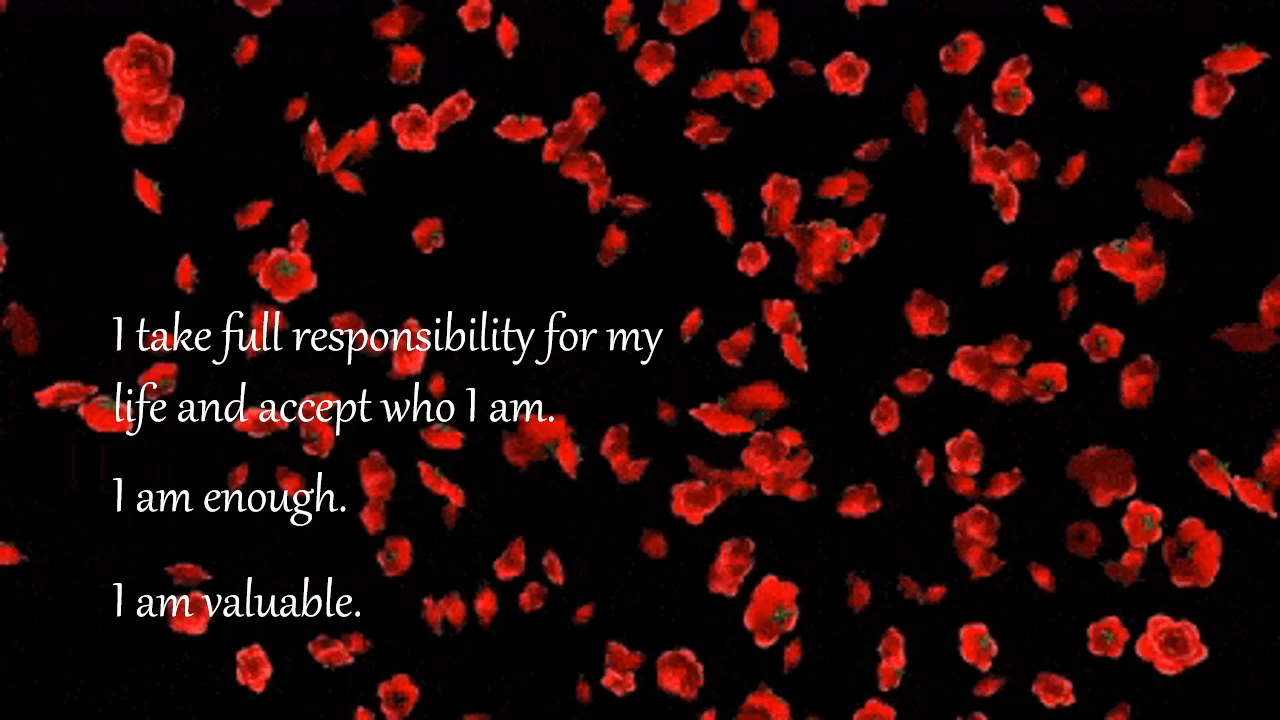 I take full responsibility for my
life and accept who I am.
I am enough.
I am valuable.